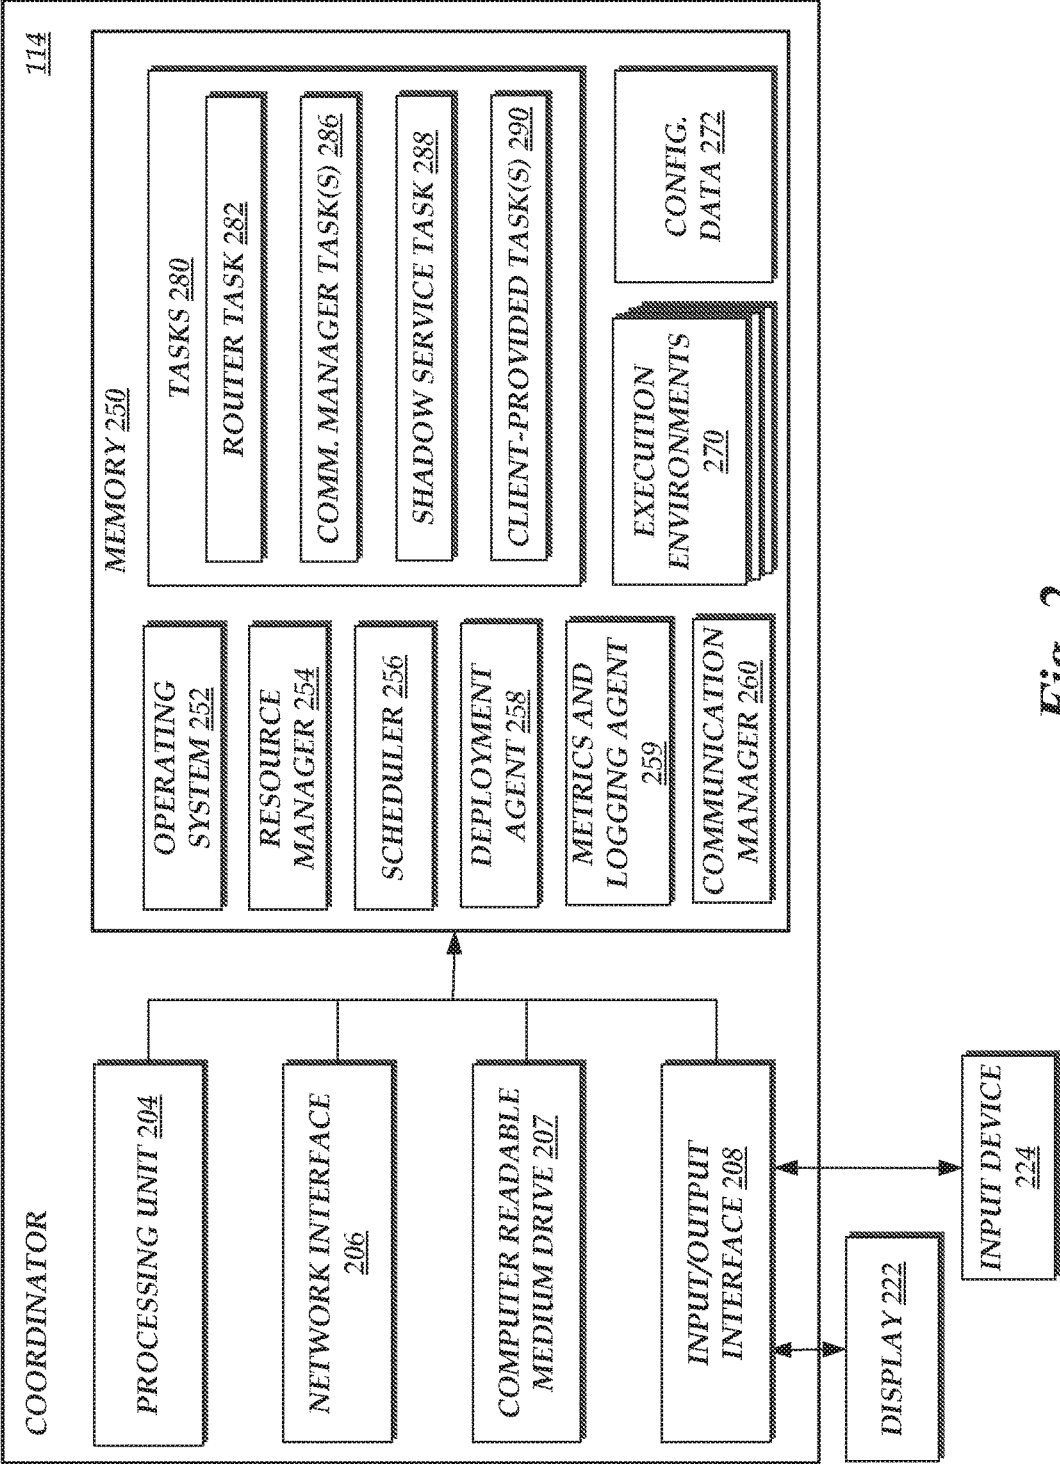 COORDINATOR
114
PROCESSING UNIT 204
NETWORK INTERFACE
206
COMPUTER READABLE
MEDIUM DRIVE 207
INPUT/OUTPUT
INTERFACE 208
DISPLAY 222
INPUT DEVICE
224
MEMORY 250
OPERATING
SYSTEM 252
RESOURCE
MANAGER 254
SCHEDULER 256
DEPLOYMENT
AGENT 258
METRICS AND
LOGGING AGENT
259
COMMUNICATION
MANAGER 260
TASKS 280
ROUTER TASK 282
COMM. MANAGER TASK(S) 286
SHADOW SERVICE TASK 288
CLIENT-PROVIDED TASK(S) 290
EXECUTION
ENVIRONMENTS
270
CONFIG.
DATA 272
Fig. 2